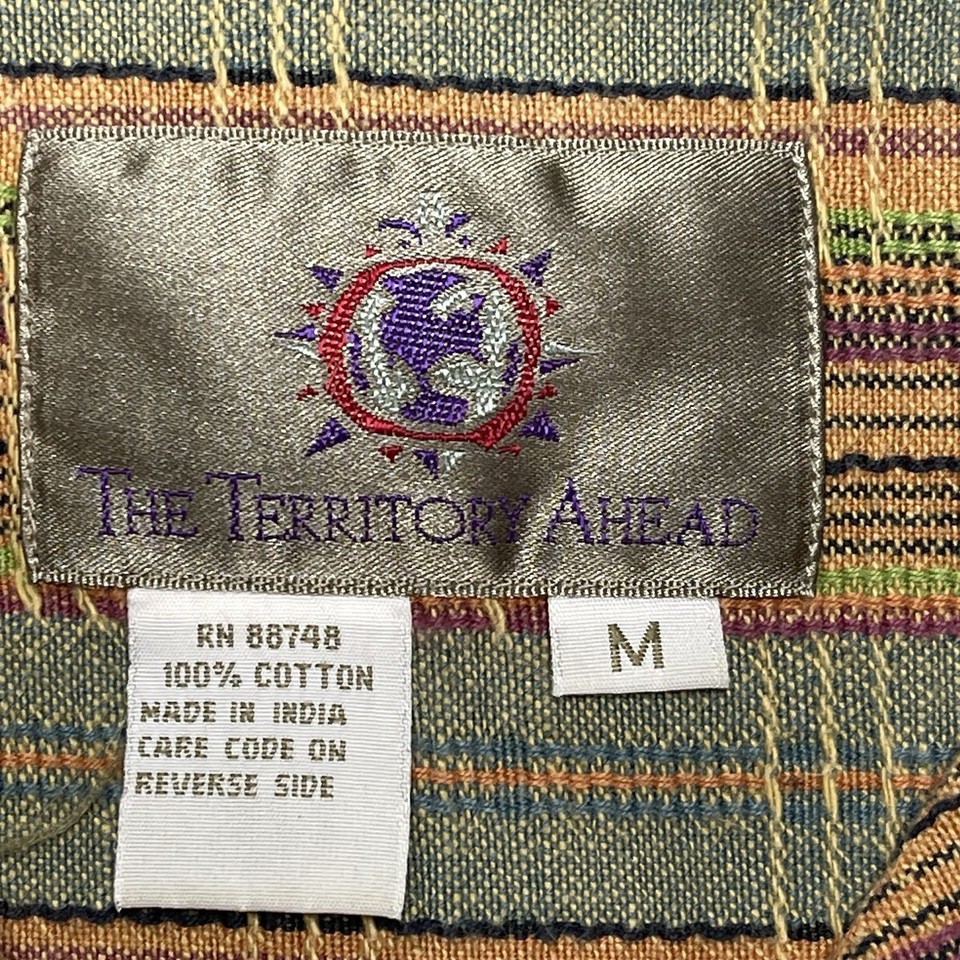 THE TERRITORY AHEAD
RN 88748
100% COTTON
MADE IN INDIA
CARE CODE ON
REVERSE SIDE
M